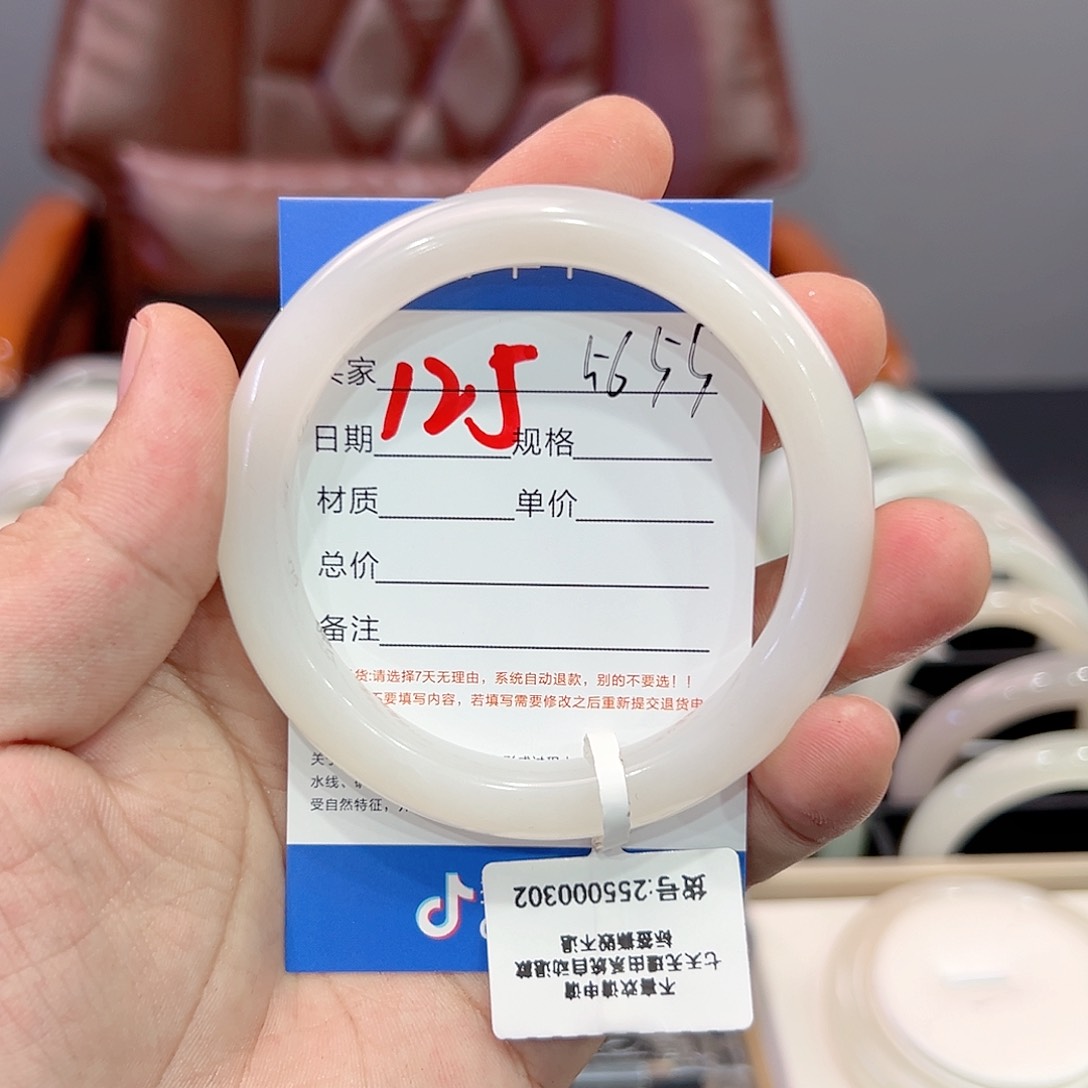 家 125 5655
日期 规格
材质 单价
总价
备注
货:请选择7天无理由,系统自动退款,别的不要选!!
不要填写内容,若填写需要修改之后重新提交退货申
关于
水线、
受自然特征,
货号:255000302
不喜欢请申请
七天无理由系统自动退款
标签撕毁不退